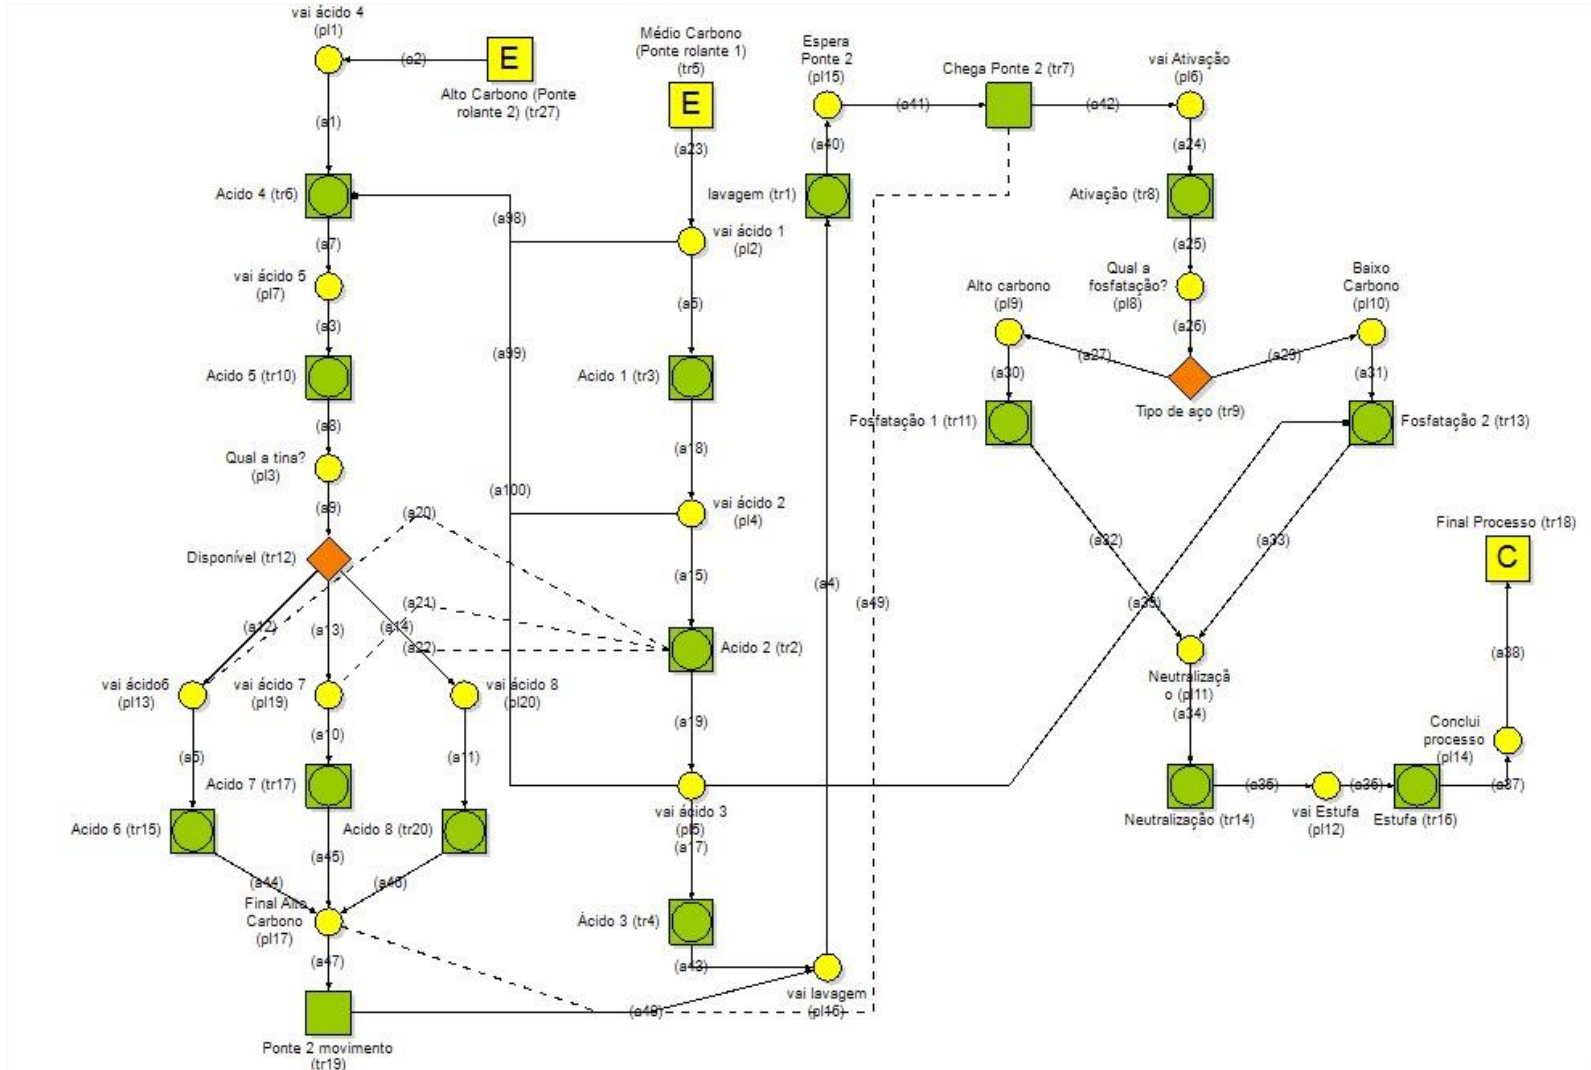 vai ácido 4
(pl1)
(a2)
E
Alto Carbono (Ponte
rolante 2) (tr27)
(a1)
Acido 4 (tr6)
(a7)
vai ácido 5
(pl7)
(a3)
Acido 5 (tr10)
(a8)
Qual a tina?
(pl3)
(a9)
Disponível (tr12)
(a12)
(a13)
(a14)
(a20)
(a21)
(a22)
vai ácido6
(pl13)
vai ácido 7
(pl19)
vai ácido 8
(pl20)
(a5)
(a10)
(a11)
Acido 7 (tr17)
Acido 6 (tr15)
Acido 8 (tr20)
(a44)
(a45)
(a46)
Final Alto
Carbono
(pl17)
(a47)
Ponte 2 movimento
(tr19)
(a48)
Médio Carbono
(Ponte rolante 1)
(tr5)
E
(a23)
vai ácido 1
(pl2)
(a98)
(a99)
(a100)
(a6)
Acido 1 (tr3)
(a18)
vai ácido 2
(pl4)
(a15)
Acido 2 (tr2)
(a19)
vai ácido 3
(pl5)
(a17)
Ácido 3 (tr4)
(a43)
vai lavagem
(pl16)
(a4)
(a49)
lavagem (tr1)
(a40)
Espera
Ponte 2
(pl15)
(a41)
Chega Ponte 2 (tr7)
(a42)
vai Ativação
(pl6)
(a24)
Ativação (tr8)
(a25)
Qual a
fosfatação?
(pl8)
(a26)
Alto carbono
(pl9)
Baixo
Carbono
(pl10)
(a27)
(a29)
(a30)
(a31)
Tipo de aço (tr9)
Fosfatação 1 (tr11)
Fosfatação 2 (tr13)
(a32)
(a33)
Neutralizaçã
o (pl11)
(a34)
Neutralização (tr14)
vai Estufa
(pl12)
Estufa (tr16)
(a37)
Conclui
processo
(pl14)
(a38)
Final Processo (tr18)
C